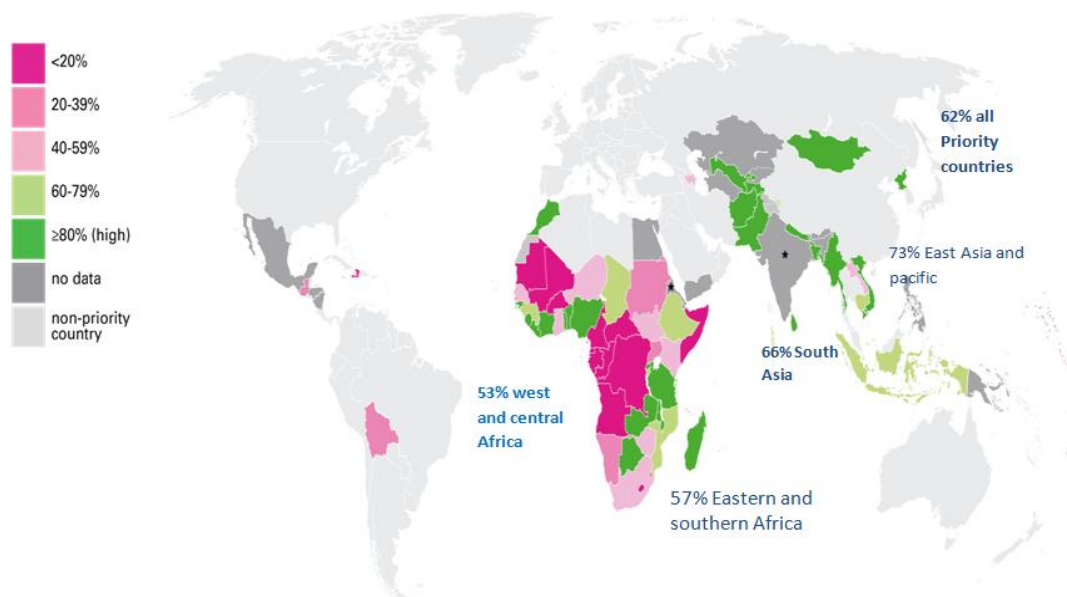 <20%
20-39%
40-59%
60-79%
≥80% (high)
no data
non-priority
country
62% all
Priority
countries
73% East Asia and
pacific
66% South
Asia
53% west
and central
Africa
57% Eastern and
southern Africa